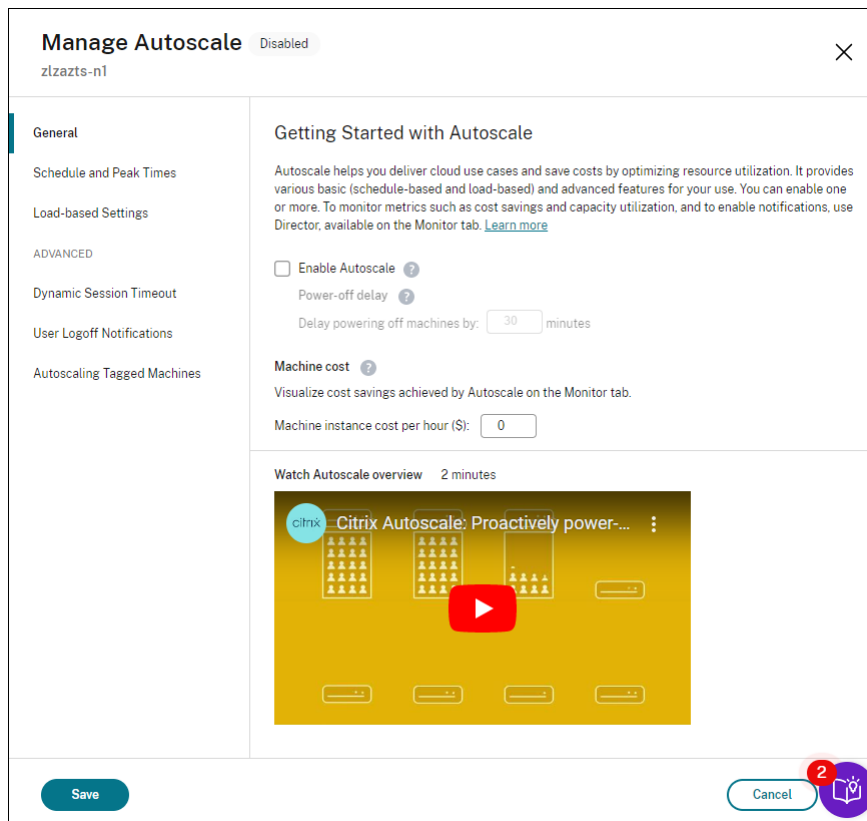 Manage Autoscale Disabled
zlzazts-n1
General
Schedule and Peak Times
Load-based Settings
ADVANCED
Dynamic Session Timeout
User Logoff Notifications
Autoscaling Tagged Machines
Getting Started with Autoscale
Autoscale helps you deliver cloud use cases and save costs by optimizing resource utilization. It provides
various basic (schedule-based and load-based) and advanced features for your use. You can enable one
or more. To monitor metrics such as cost savings and capacity utilization, and to enable notifications, use
Director, available on the Monitor tab. Learn more
Enable Autoscale ?
Power-off delay ?
Delay powering off machines by: 30 minutes
Machine cost ?
Visualize cost savings achieved by Autoscale on the Monitor tab.
Machine instance cost per hour ($): 0
Watch Autoscale overview 2 minutes
citrix Citrix Autoscale: Proactively power-...
Save
Cancel
2